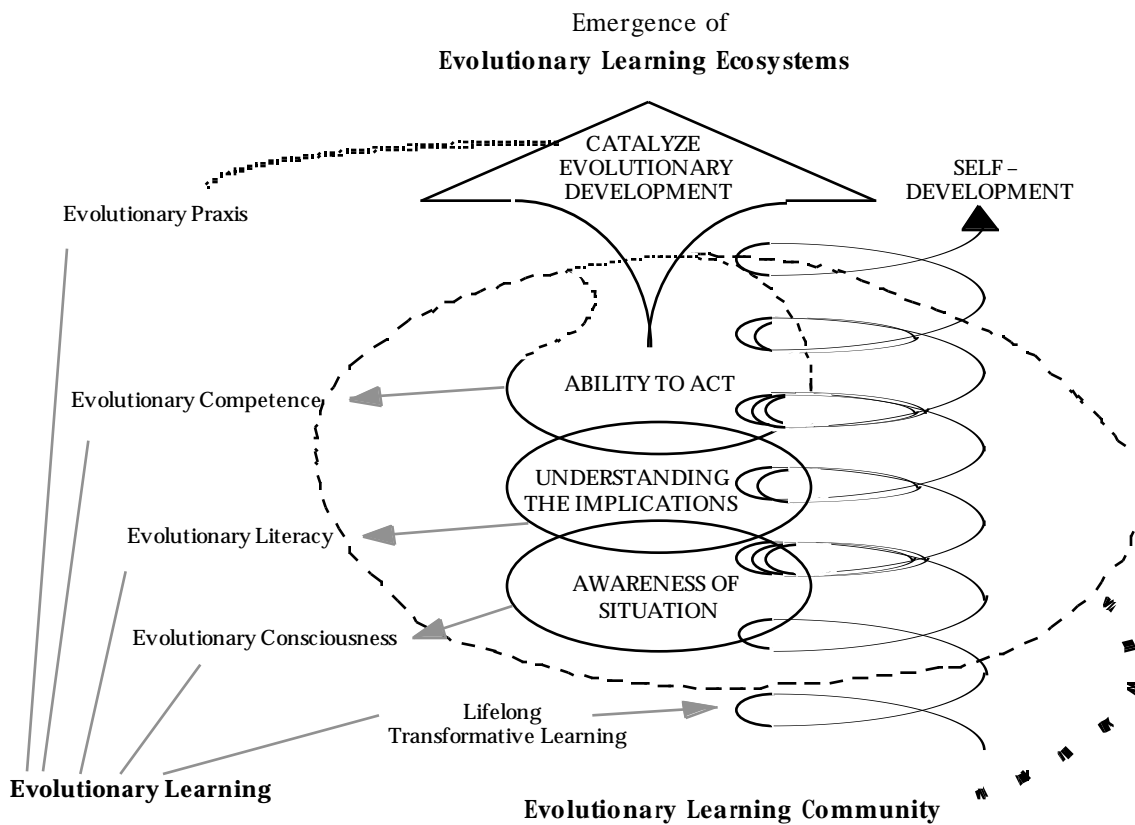 Emergence of
Evolutionary Learning Ecosystems
CATALYZE
EVOLUTIONARY
DEVELOPMENT
SELF –
DEVELOPMENT
Evolutionary Praxis
ABILITY TO ACT
Evolutionary Competence
UNDERSTANDING
THE IMPLICATIONS
Evolutionary Literacy
AWARENESS OF
SITUATION
Evolutionary Consciousness
Lifelong
Transformative Learning
Evolutionary Learning
Evolutionary Learning Community